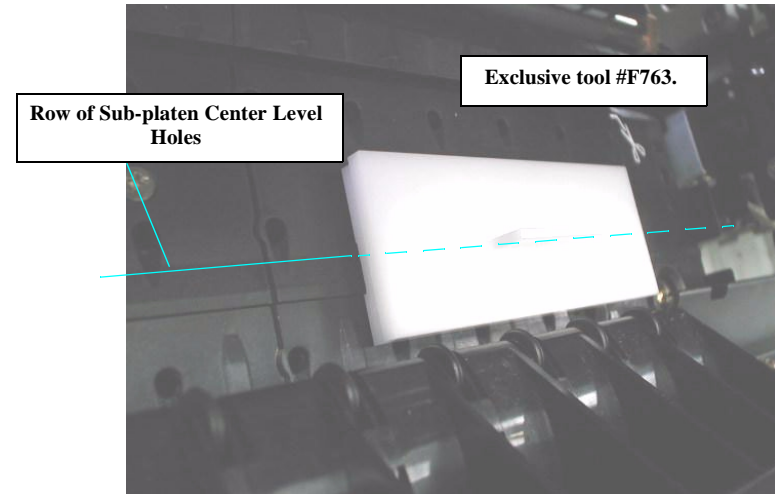 Exclusive tool #F763.
Row of Sub-platen Center Level
Holes